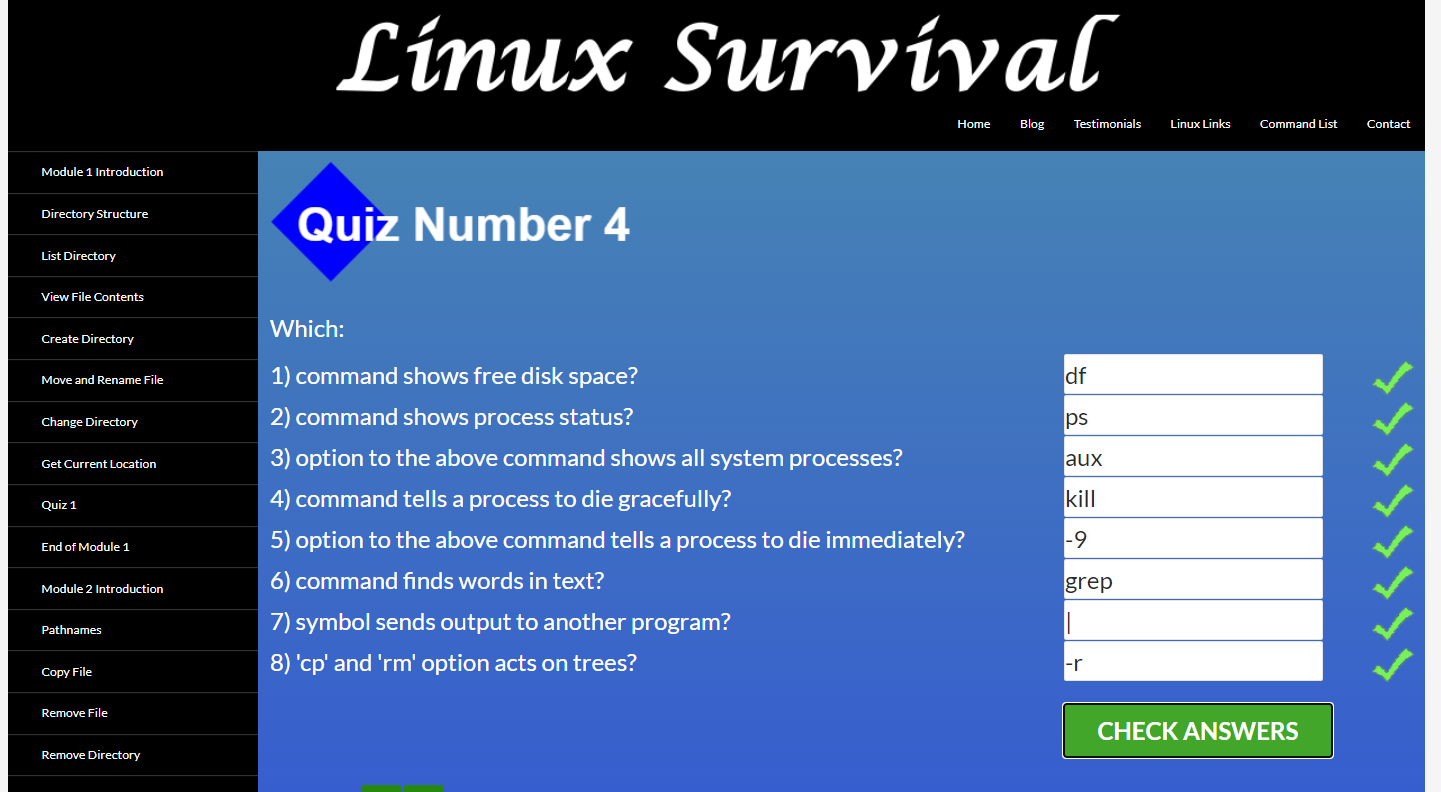 Linux Survival
Home Blog Testimonials Linux Links Command List Contact
Module 1 Introduction
Directory Structure
List Directory
View File Contents
Create Directory
Move and Rename File
Change Directory
Get Current Location
Quiz 1
End of Module 1
Module 2 Introduction
Pathnames
Copy File
Remove File
Remove Directory
Quiz Number 4
Which:
1) command shows free disk space? df
2) command shows process status? ps
3) option to the above command shows all system processes? aux
4) command tells a process to die gracefully? kill
5) option to the above command tells a process to die immediately? -9
6) command finds words in text? grep
7) symbol sends output to another program? |
8) 'cp' and 'rm' option acts on trees? -r
CHECK ANSWERS